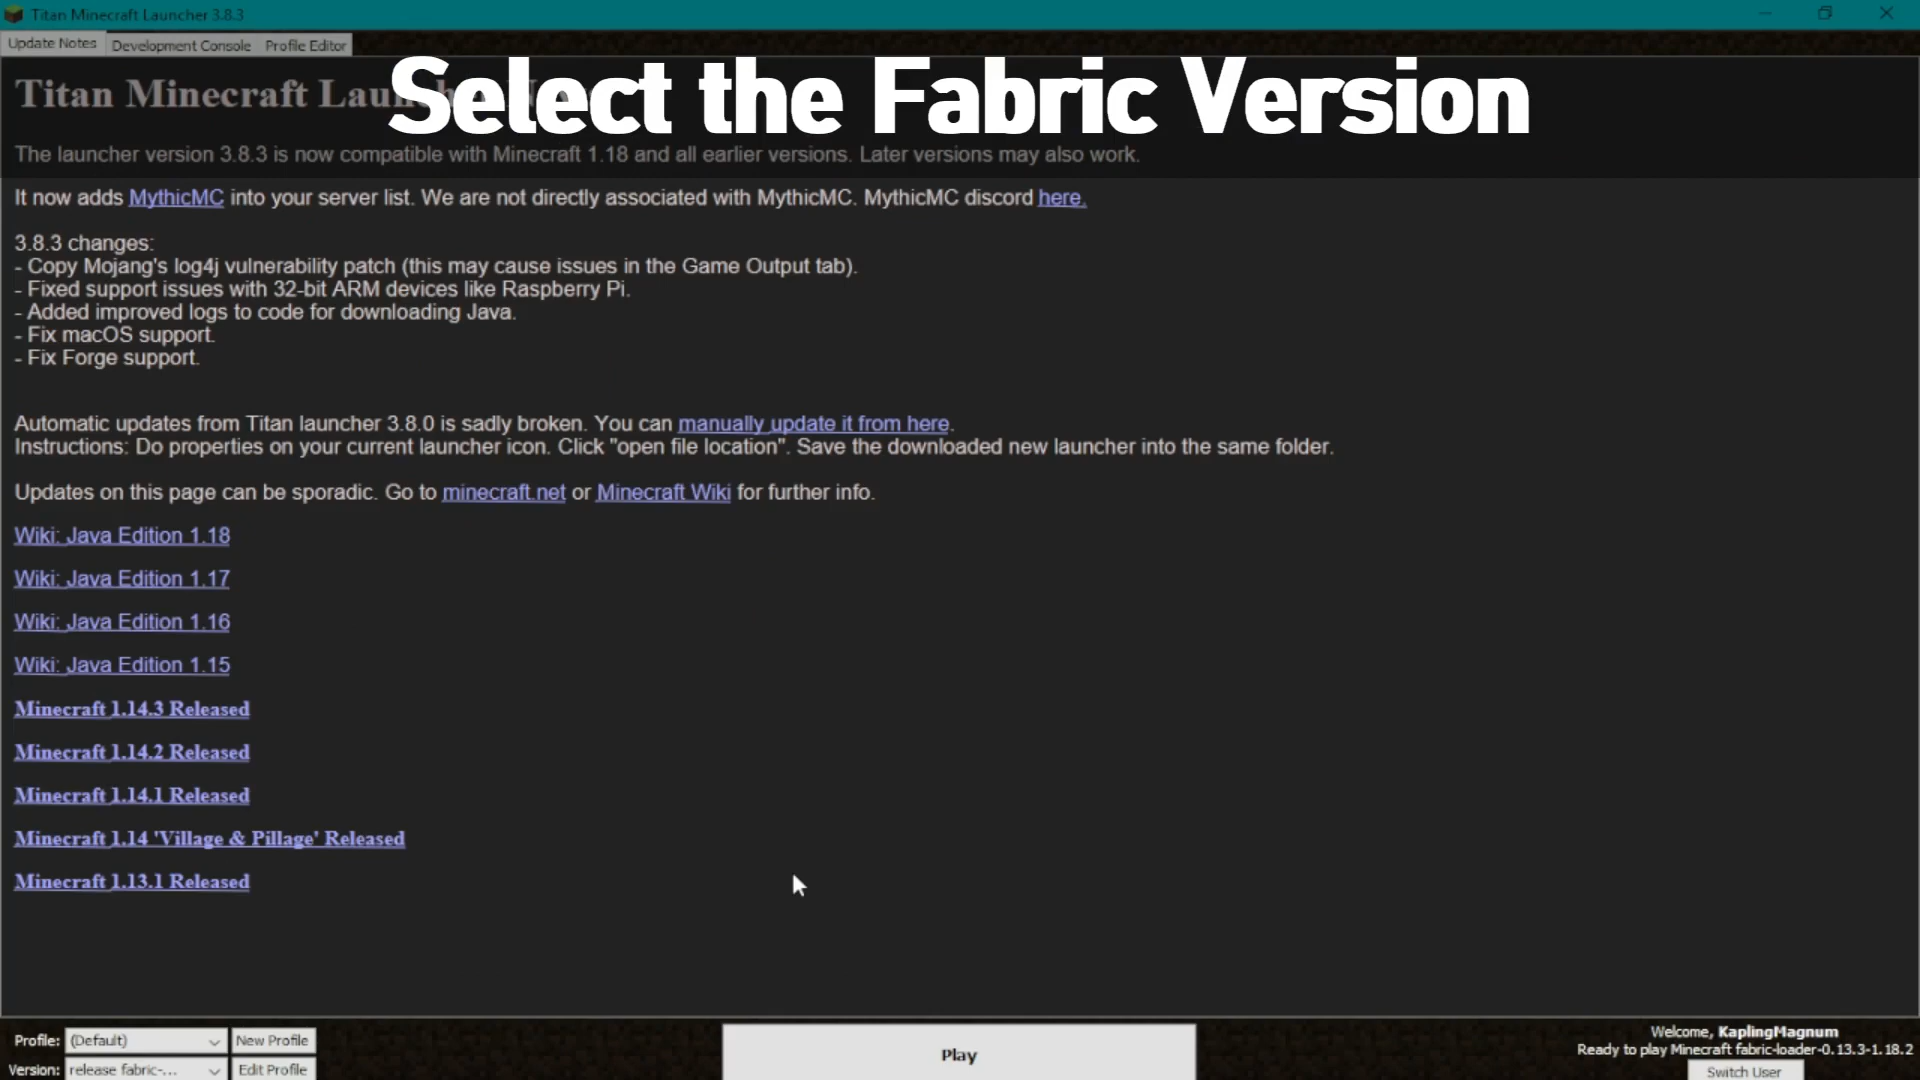 Titan Minecraft Launcher 3.8.3
Update Notes Development Console Profile Editor
Select the Fabric Version
Titan Minecraft Laun
The launcher version 3.8.3 is now compatible with Minecraft 1.18 and all earlier versions. Later versions may also work.
It now adds MythicMC into your server list. We are not directly associated with MythicMC. MythicMC discord here.
3.8.3 changes:
- Copy Mojang's log4j vulnerability patch (this may cause issues in the Game Output tab).
- Fixed support issues with 32-bit ARM devices like Raspberry Pi.
- Added improved logs to code for downloading Java.
- Fix macOS support.
- Fix Forge support.
Automatic updates from Titan launcher 3.8.0 is sadly broken. You can manually update it from here.
Instructions: Do properties on your current launcher icon. Click "open file location". Save the downloaded new launcher into the same folder.
Updates on this page can be sporadic. Go to minecraft.net or Minecraft Wiki for further info.
Wiki: Java Edition 1.18
Wiki: Java Edition 1.17
Wiki: Java Edition 1.16
Wiki: Java Edition 1.15
Minecraft 1.14.3 Released
Minecraft 1.14.2 Released
Minecraft 1.14.1 Released
Minecraft 1.14 'Village & Pillage' Released
Minecraft 1.13.1 Released
Profile: (Default) New Profile
Version: release fabric-... Edit Profile
Play
Welcome, KaplingMagnum
Ready to play Minecraft fabric-loader-0.13.3-1.18.2
Switch User